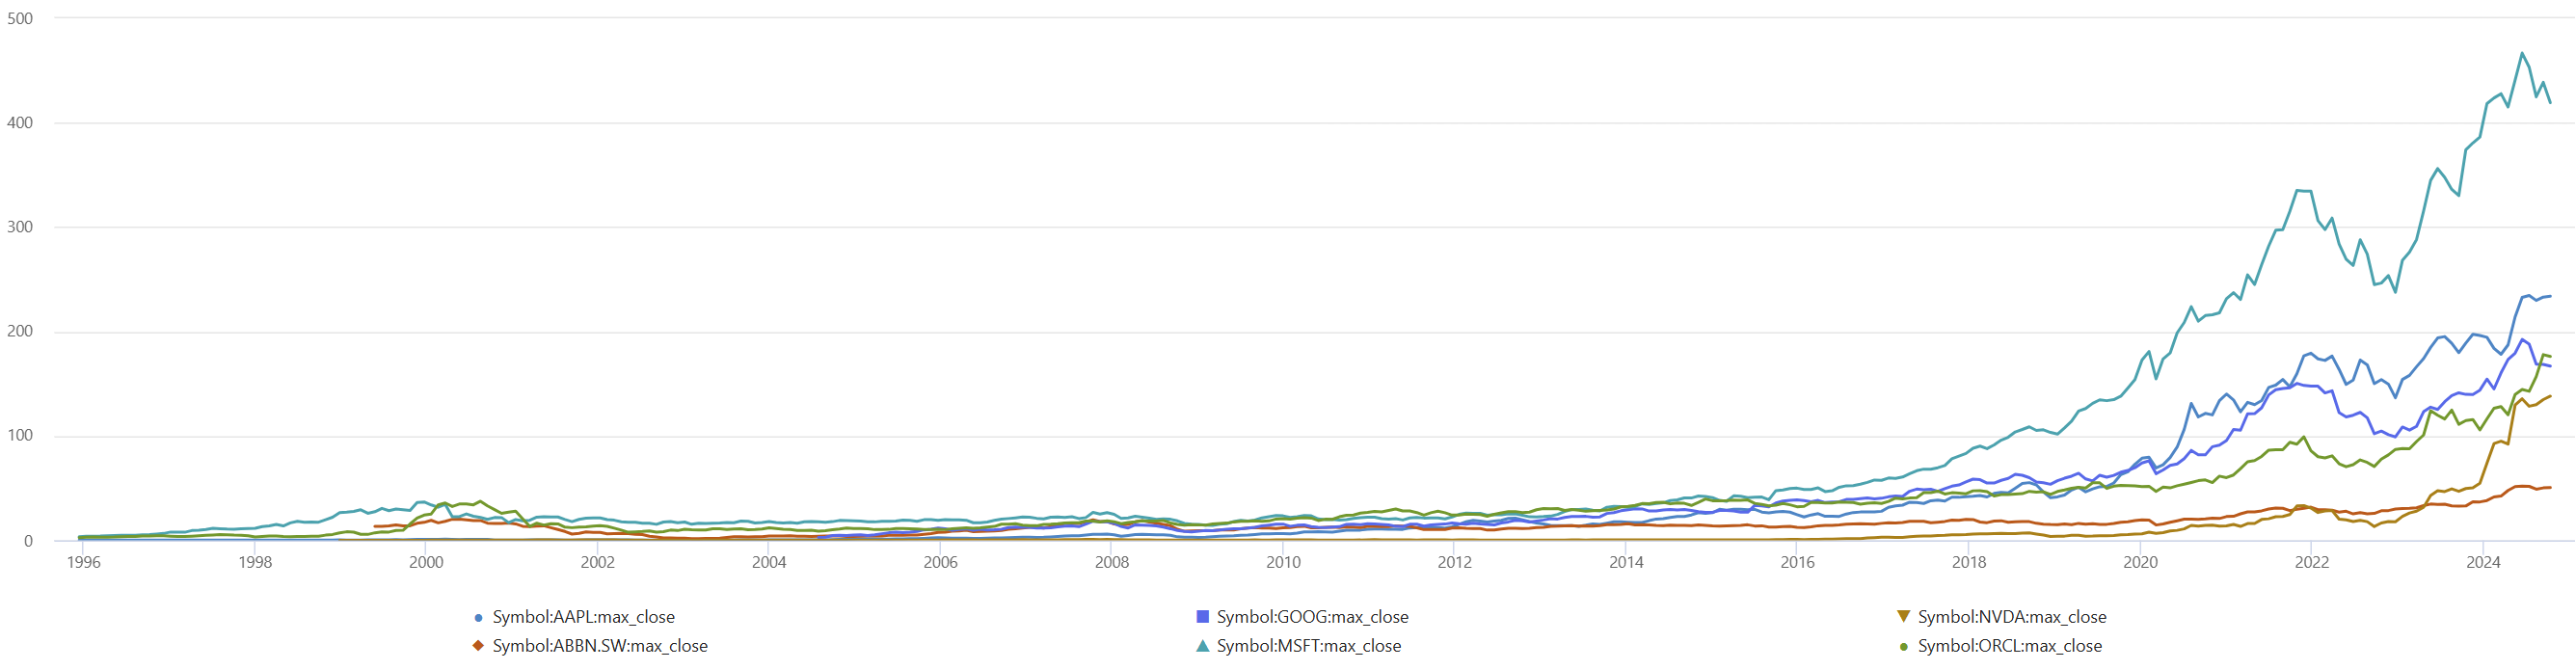 500
400
300
200
100
0
1996 1998 2000 2002 2004 2006 2008 2010 2012 2014 2016 2018 2020 2022 2024
Symbol:AAPL:max_close Symbol:GOOG:max_close Symbol:NVDA:max_close
Symbol:ABBN.SW:max_close Symbol:MSFT:max_close Symbol:ORCL:max_close